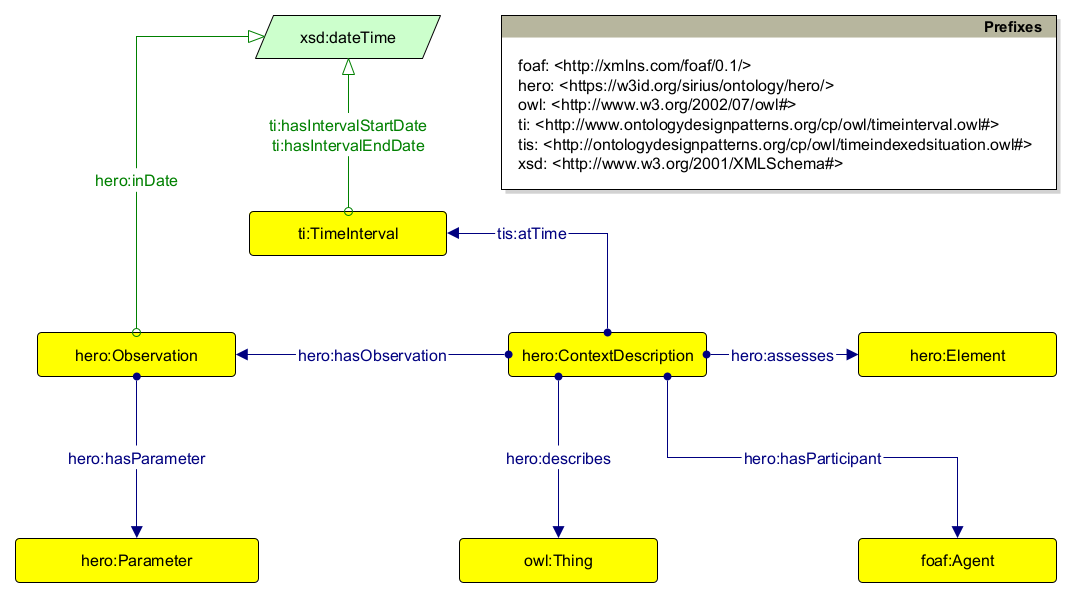 xsd:dateTime
Prefixes
foaf: <http://xmlns.com/foaf/0.1/>
hero: <https://w3id.org/sirius/ontology/hero/>
owl: <http://www.w3.org/2002/07/owl#>
ti: <http://www.ontologydesignpatterns.org/cp/owl/timeinterval.owl#>
tis: <http://ontologydesignpatterns.org/cp/owl/timeindexedsituation.owl#>
xsd: <http://www.w3.org/2001/XMLSchema#>
ti:hasIntervalStartDate
ti:hasIntervalEndDate
hero:inDate
ti:TimeInterval
tis:atTime
hero:Observation
hero:hasObservation
hero:ContextDescription
hero:assesses
hero:Element
hero:hasParameter
hero:describes
hero:hasParticipant
hero:Parameter
owl:Thing
foaf:Agent